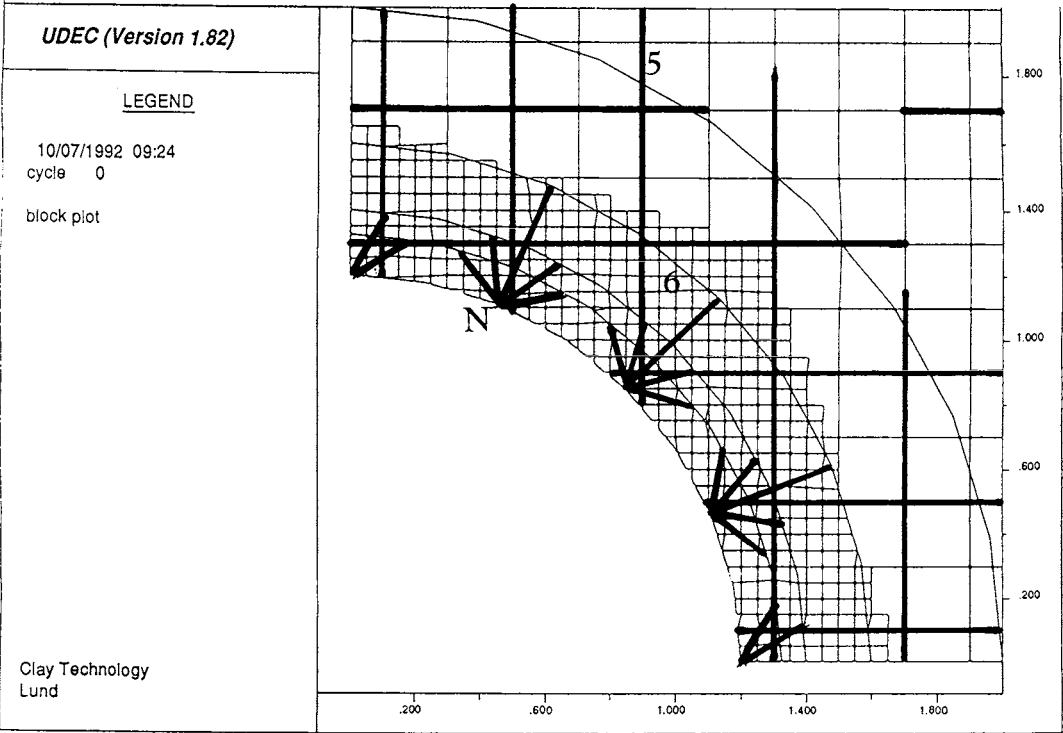 UDEC (Version 1.82)
LEGEND
10/07/1992 09:24
cycle 0
block plot
Clay Technology
Lund
5
6
N
1.800
1.400
1.000
.600
.200
.200
.600
1.000
1.400
1.800